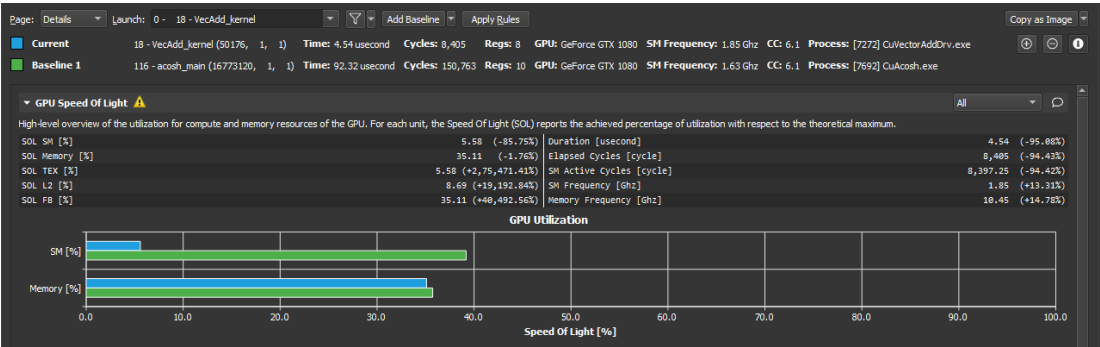 Page: Details Launch: 0 - 18 - VecAdd_kernel Add Baseline Apply Rules Copy as Image
Current 18 - VecAdd_kernel (50176, 1, 1) Time: 4.54 usecond Cycles: 8,405 Regs: 8 GPU: GeForce GTX 1080 SM Frequency: 1.85 Ghz CC: 6.1 Process: [7272] CuVectorAddDrv.exe
Baseline 1 116 - acosh_main (16773120, 1, 1) Time: 92.32 usecond Cycles: 150,763 Regs: 10 GPU: GeForce GTX 1080 SM Frequency: 1.63 Ghz CC: 6.1 Process: [7692] CuAcosh.exe
GPU Speed Of Light All
High-level overview of the utilization for compute and memory resources of the GPU. For each unit, the Speed Of Light (SOL) reports the achieved percentage of utilization with respect to the theoretical maximum.
SOL SM [%] 5.58 (-85.75%) Duration [usecond] 4.54 (-95.08%)
SOL Memory [%] 35.11 (-1.76%) Elapsed Cycles [cycle] 8,405 (-94.43%)
SOL TEX [%] 5.58 (+2,75,471.41%) SM Active Cycles [cycle] 8,397.25 (-94.42%)
SOL L2 [%] 8.69 (+19,192.84%) SM Frequency [Ghz] 1.85 (+13.31%)
SOL FB [%] 35.11 (+40,492.56%) Memory Frequency [Ghz] 10.45 (+14.78%)
GPU Utilization
SM [%]
Memory [%]
0.0 10.0 20.0 30.0 40.0 50.0 60.0 70.0 80.0 90.0 100.0
Speed Of Light [%]